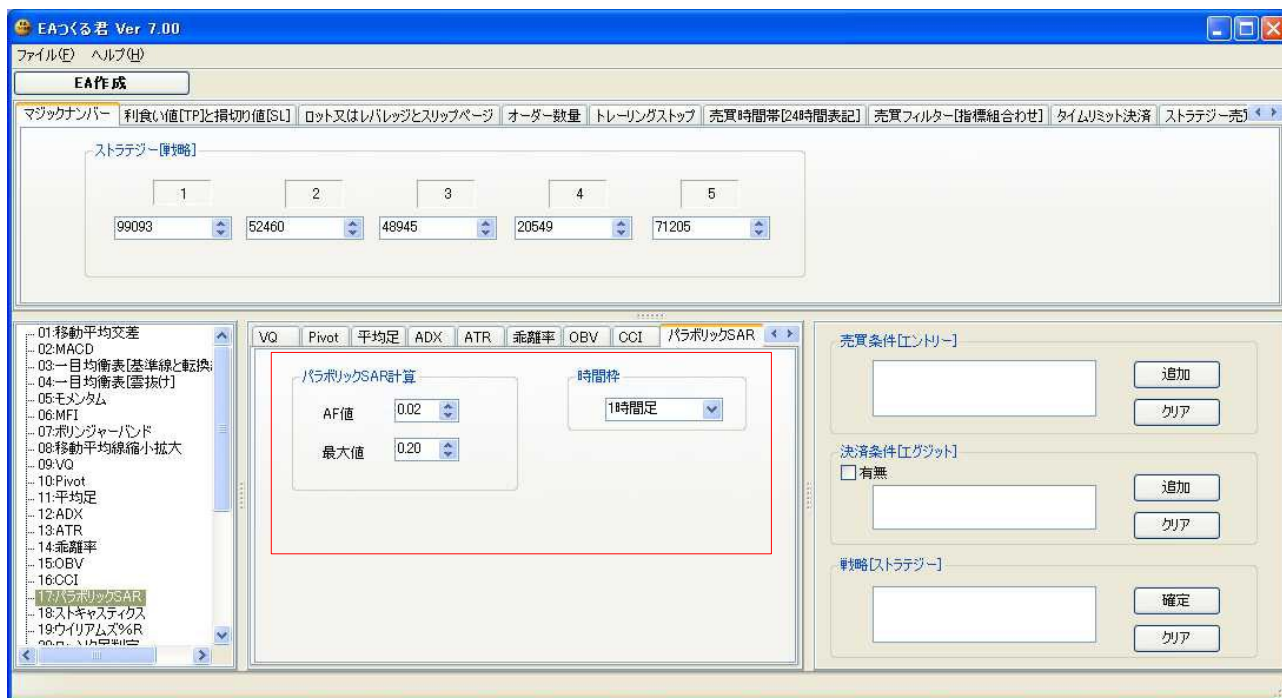 EAつくる君 Ver 7.00
ファイル(F) ヘルプ(H)
EA作成
マジックナンバー 利食い値[TP]と損切り値[SL] ロット又はレバレッジとスリップページ オーダー数量 トレーリングストップ 売買時間帯[24時間表記] 売買フィルター[指標組合わせ] タイムリミット決済 ストラテジー売
ストラテジー[戦略]
1 2 3 4 5
99093 52460 48945 20549 71205
01:移動平均交差
02:MACD
03:一目均衡表[基準線と転換
04:一目均衡表[雲抜け]
05:モメンタム
06:MFI
07:ボリンジャーバンド
08:移動平均線縮小拡大
09:VQ
10:Pivot
11:平均足
12:ADX
13:ATR
14:乖離率
15:OBV
16:CCI
17:パラボリックSAR
18:ストキャスティクス
19:ウイリアムズ%R
VQ Pivot 平均足 ADX ATR 乖離率 OBV CCI パラボリックSAR
パラボリックSAR計算
AF値 0.02
最大値 0.20
時間枠
1時間足
売買条件[エントリー]
追加
クリア
決済条件[エグジット]
有無
追加
クリア
戦略[ストラテジー]
確定
クリア